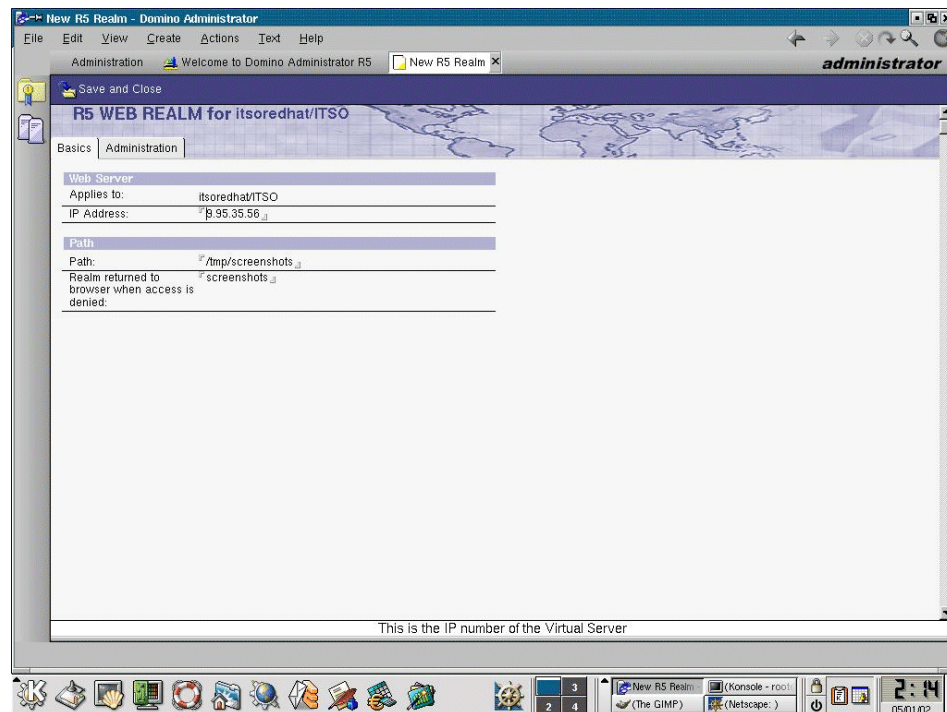 New R5 Realm - Domino Administrator
File Edit View Create Actions Text Help
Administration Welcome to Domino Administrator R5 New R5 Realm
administrator
Save and Close
R5 WEB REALM for itsoredhat/ITSO
Basics Administration
Web Server
Applies to: itsoredhat/ITSO
IP Address: 9.95.35.56
Path
Path: /tmp/screenshots
Realm returned to browser when access is denied: screenshots
This is the IP number of the Virtual Server
3
2 4
New R5 Realm - (Konsole - root
(The GIMP) (Netscape: )
2:14
05/01/02